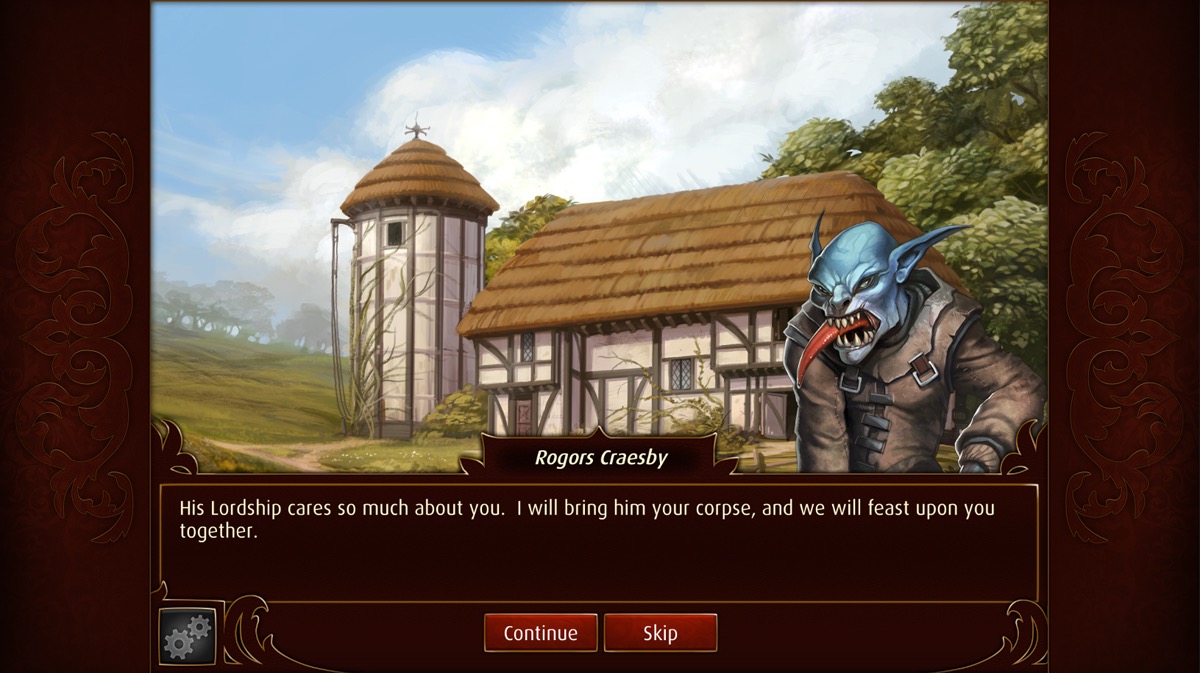 Rogors Craesby
His Lordship cares so much about you.  I will bring him your corpse, and we will feast upon you
together.
Continue
Skip